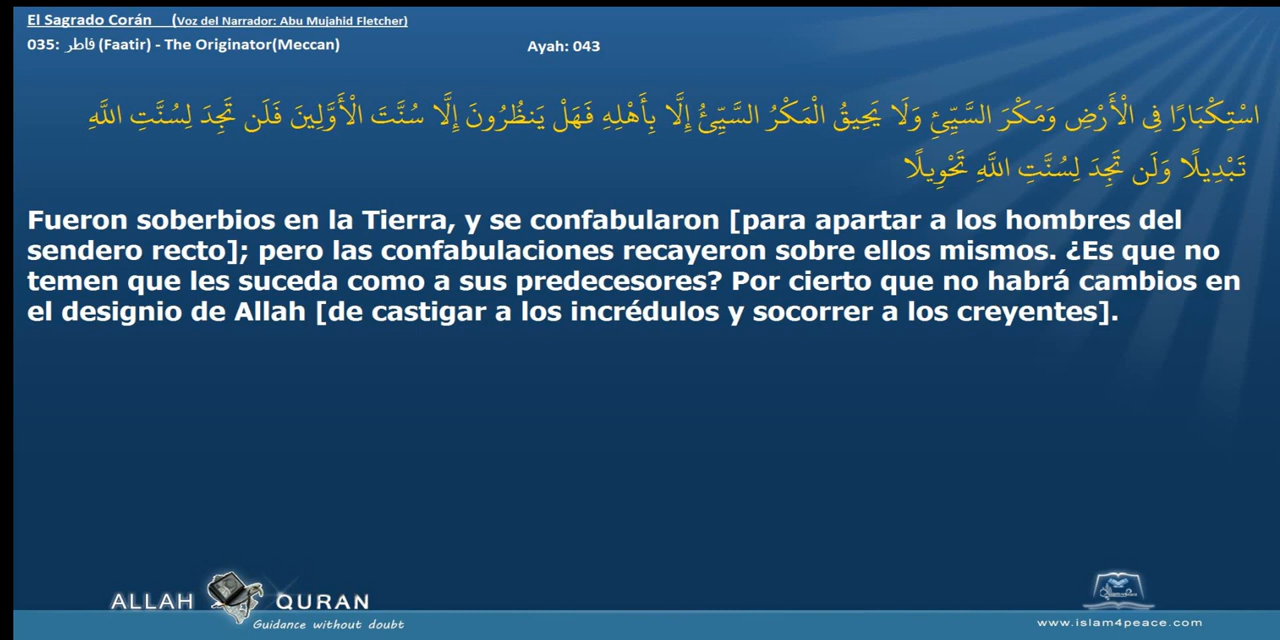 El Sagrado Corán (Voz del Narrador: Abu Mujahid Fletcher)
035: فاطر (Faatir) - The Originator(Meccan) Ayah: 043
اسْتِكْبَارًا فِي الْأَرْضِ وَمَكْرَ السَّيِّئِ وَلَا يَحِيقُ الْمَكْرُ السَّيِّئُ إِلَّا بِأَهْلِهِ فَهَلْ يَنظُرُونَ إِلَّا سُنَّتَ الْأَوَّلِينَ فَلَن تَجِدَ لِسُنَّتِ اللَّهِ
تَبْدِيلًا وَلَن تَجِدَ لِسُنَّتِ اللَّهِ تَحْوِيلًا
Fueron soberbios en la Tierra, y se confabularon [para apartar a los hombres del
sendero recto]; pero las confabulaciones recayeron sobre ellos mismos. ¿Es que no
temen que les suceda como a sus predecesores? Por cierto que no habrá cambios en
el designio de Allah [de castigar a los incrédulos y socorrer a los creyentes].
ALLAH QURAN
Guidance without doubt
www.islam4peace.com